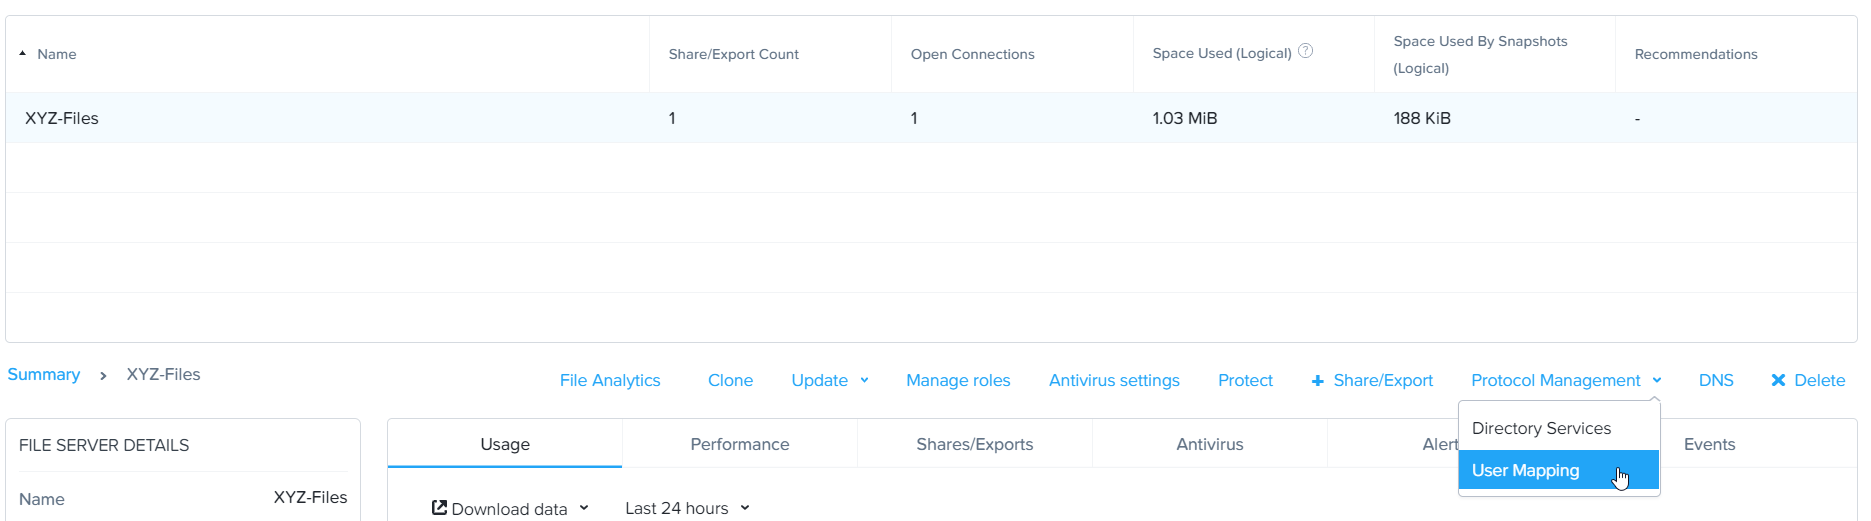 Name Share/Export Count Open Connections Space Used (Logical) ? Space Used By Snapshots (Logical) Recommendations
XYZ-Files 1 1 1.03 MiB 188 KiB -
Summary > XYZ-Files File Analytics Clone Update Manage roles Antivirus settings Protect + Share/Export Protocol Management DNS Delete
Directory Services
User Mapping
FILE SERVER DETAILS
Name XYZ-Files
Usage Performance Shares/Exports Antivirus Alert Events
Download data Last 24 hours